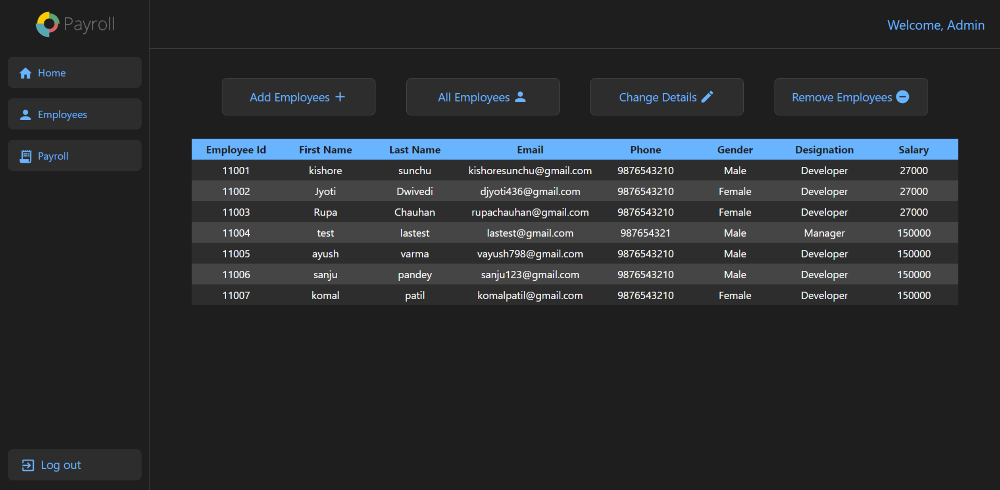 Payroll
Welcome, Admin
Home
Employees
Payroll
Log out
Add Employees
All Employees
Change Details
Remove Employees
Employee Id First Name Last Name Email Phone Gender Designation Salary
11001 kishore sunchu kishoresunchu@gmail.com 9876543210 Male Developer 27000
11002 Jyoti Dwivedi djyoti436@gmail.com 9876543210 Female Developer 27000
11003 Rupa Chauhan rupachauhan@gmail.com 9876543210 Female Developer 27000
11004 test lastest lastest@gmail.com 987654321 Male Manager 150000
11005 ayush varma vayush798@gmail.com 9876543210 Male Developer 150000
11006 sanju pandey sanju123@gmail.com 9876543210 Male Developer 150000
11007 komal patil komalpatil@gmail.com 9876543210 Female Developer 150000